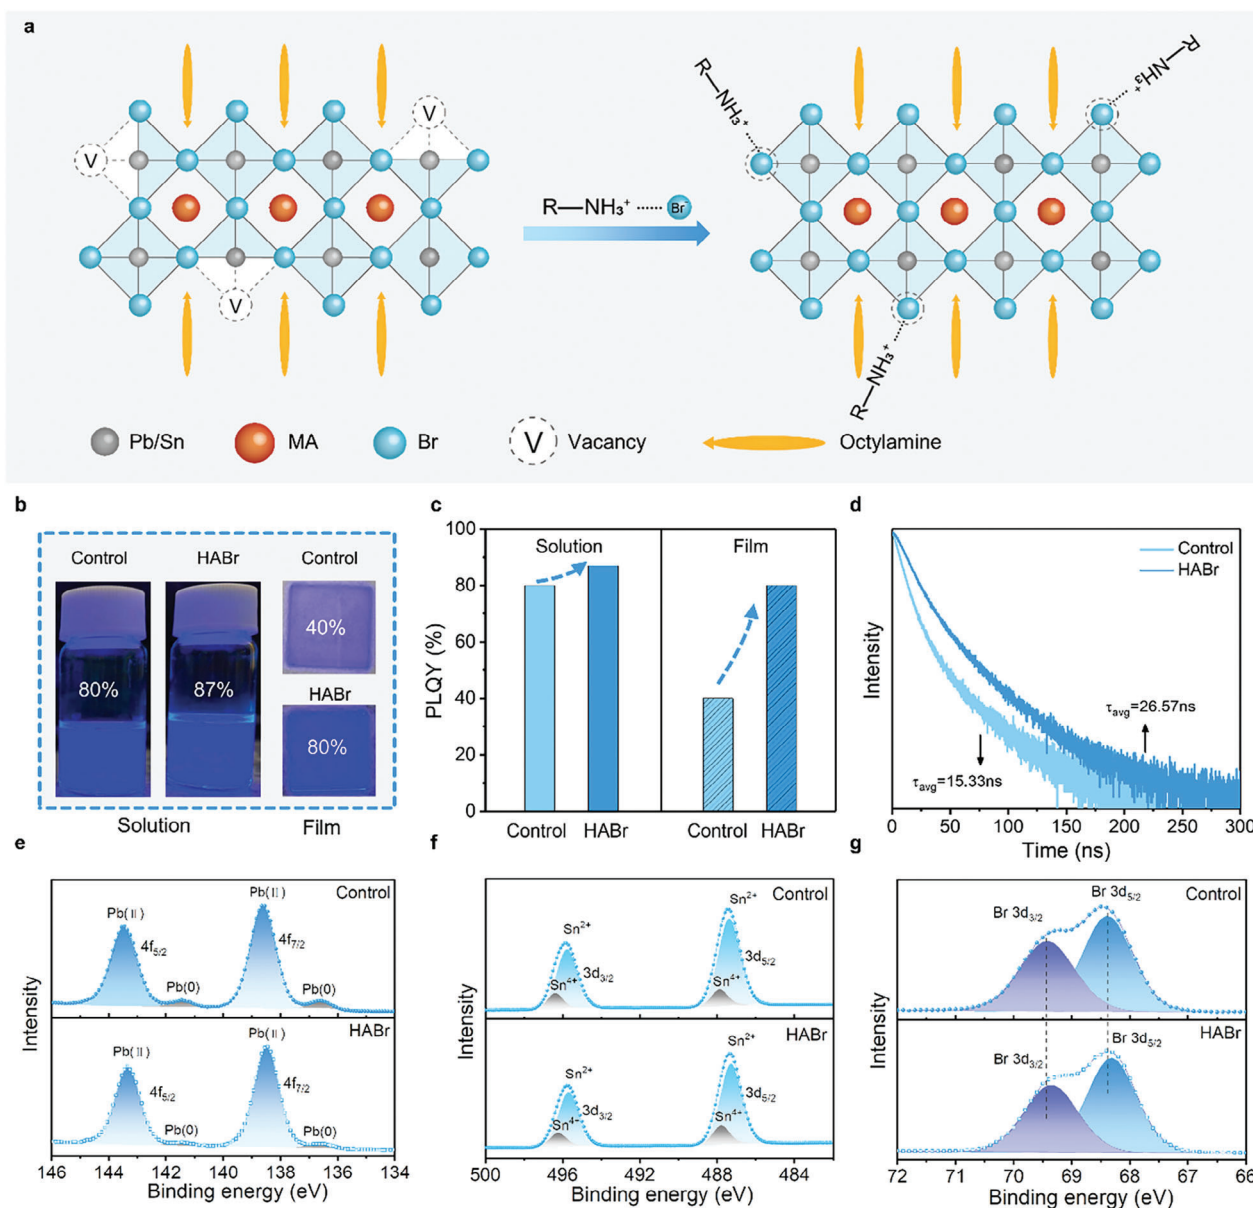 a
V
V
V
R—NH₃⁺
Br⁻
R—NH₃⁺
R—NH₃⁺
R—NH₃⁺
Pb/Sn
MA
Br
V
Vacancy
Octylamine
b
Control
HABr
Control
80%
87%
40%
HABr
80%
Solution
Film
c
PLQY (%)
100
80
60
40
20
0
Solution
Film
Control
HABr
Control
HABr
d
Intensity
Control
HABr
τavg=26.57ns
τavg=15.33ns
0 50 100 150 200 250 300
Time (ns)
e
Intensity
Control
Pb(II)
4f5/2
Pb(0)
Pb(II)
4f7/2
Pb(0)
HABr
Pb(II)
4f5/2
Pb(0)
Pb(II)
4f7/2
Pb(0)
146 144 142 140 138 136 134
Binding energy (eV)
f
Intensity
Control
Sn²⁺
3d3/2
Sn⁴⁺
Sn²⁺
3d5/2
Sn⁴⁺
HABr
Sn²⁺
3d3/2
Sn⁴⁺
Sn²⁺
3d5/2
Sn⁴⁺
500 496 492 488 484
Binding energy (eV)
g
Intensity
Control
Br 3d3/2
Br 3d5/2
HABr
Br 3d3/2
Br 3d5/2
72 71 70 69 68 67 66
Binding energy (eV)